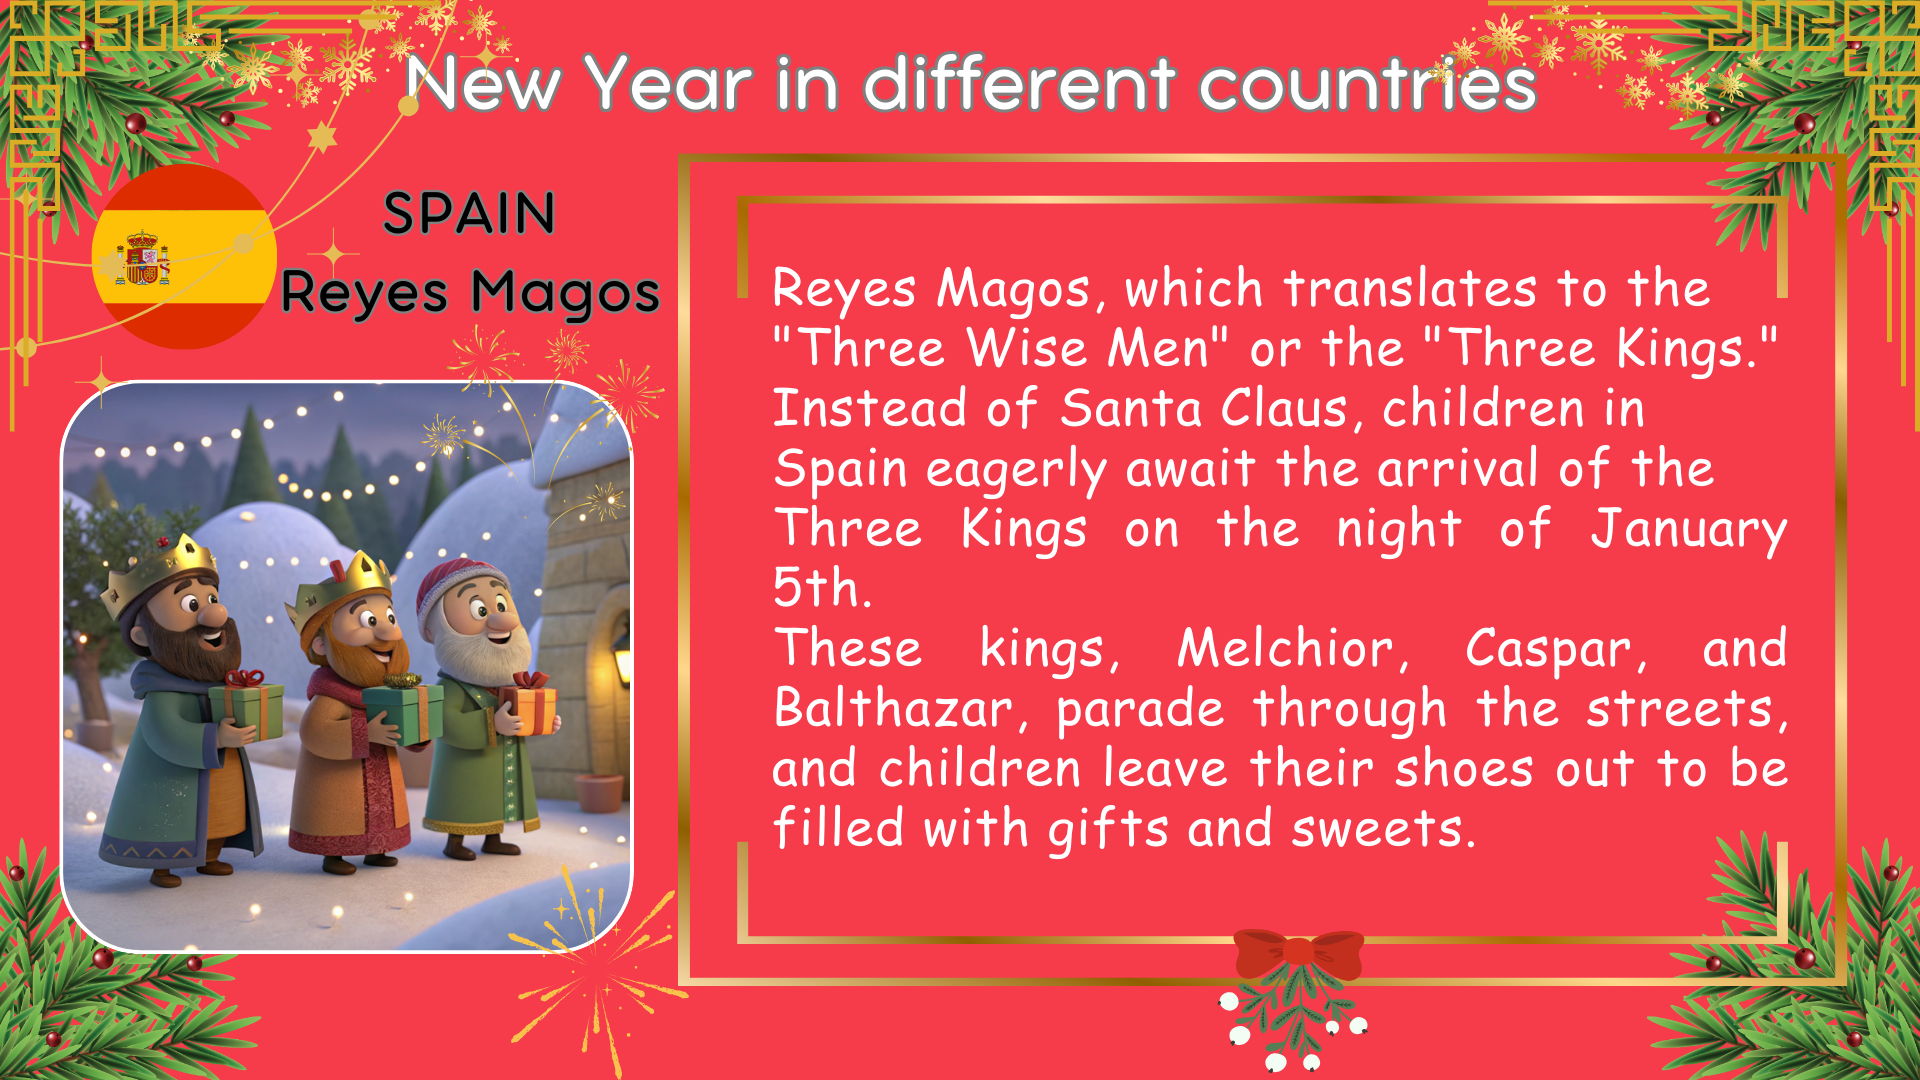 New Year in different countries
SPAIN
Reyes Magos
Reyes Magos, which translates to the
"Three Wise Men" or the "Three Kings."
Instead of Santa Claus, children in
Spain eagerly await the arrival of the
Three Kings on the night of January
5th.
These kings, Melchior, Caspar, and
Balthazar, parade through the streets,
and children leave their shoes out to be
filled with gifts and sweets.